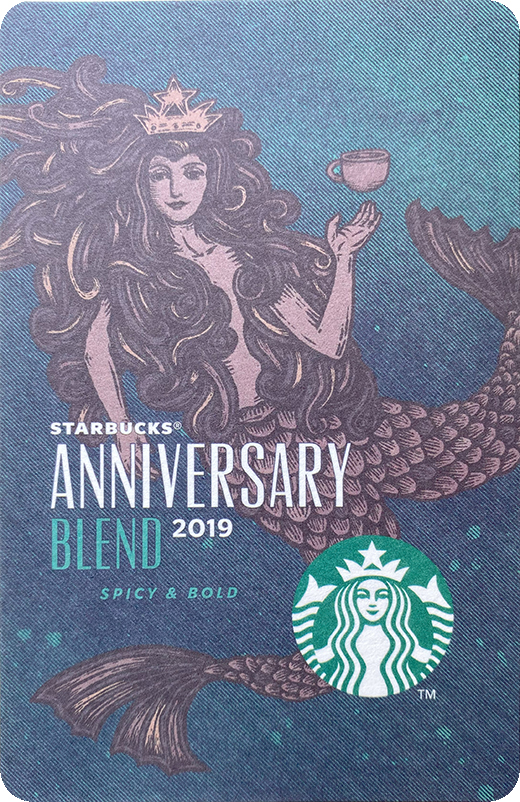 STARBUCKS®
ANNIVERSARY
BLEND 2019
SPICY & BOLD
TM